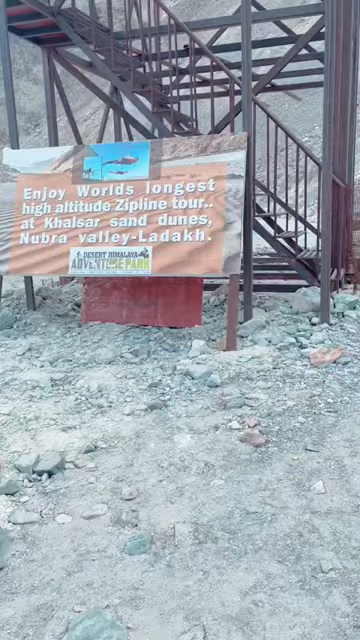 Enjoy Worlds longest
high altitude Zipline tour..
at Khalsar sand dunes,
Nubra valley-Ladakh.
DESERT HIMALAYA
ADVENTURE PARK